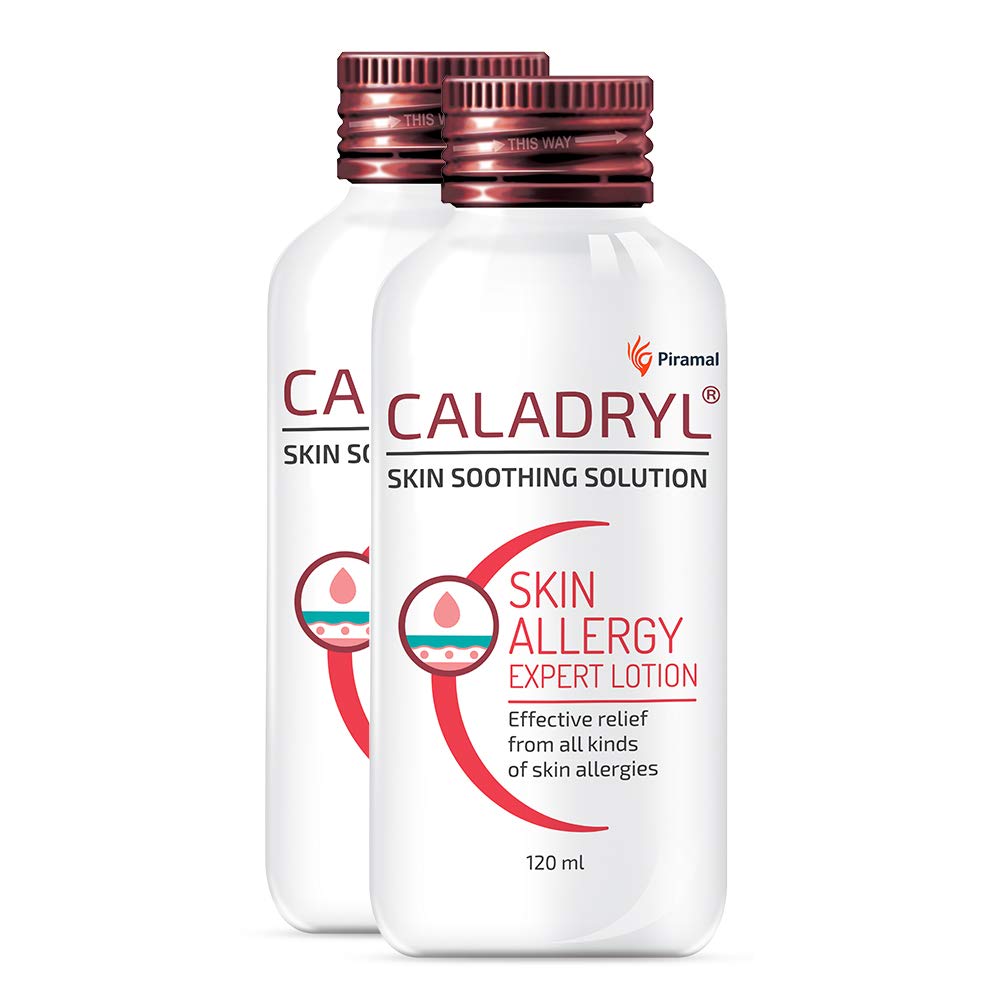 THIS WAY
THIS WAY
Piramal
CA
CALADRYL®
SKIN SO
SKIN SOOTHING SOLUTION
SKIN
ALLERGY
EXPERT LOTION
Effective relief
from all kinds
of skin allergies
120 ml